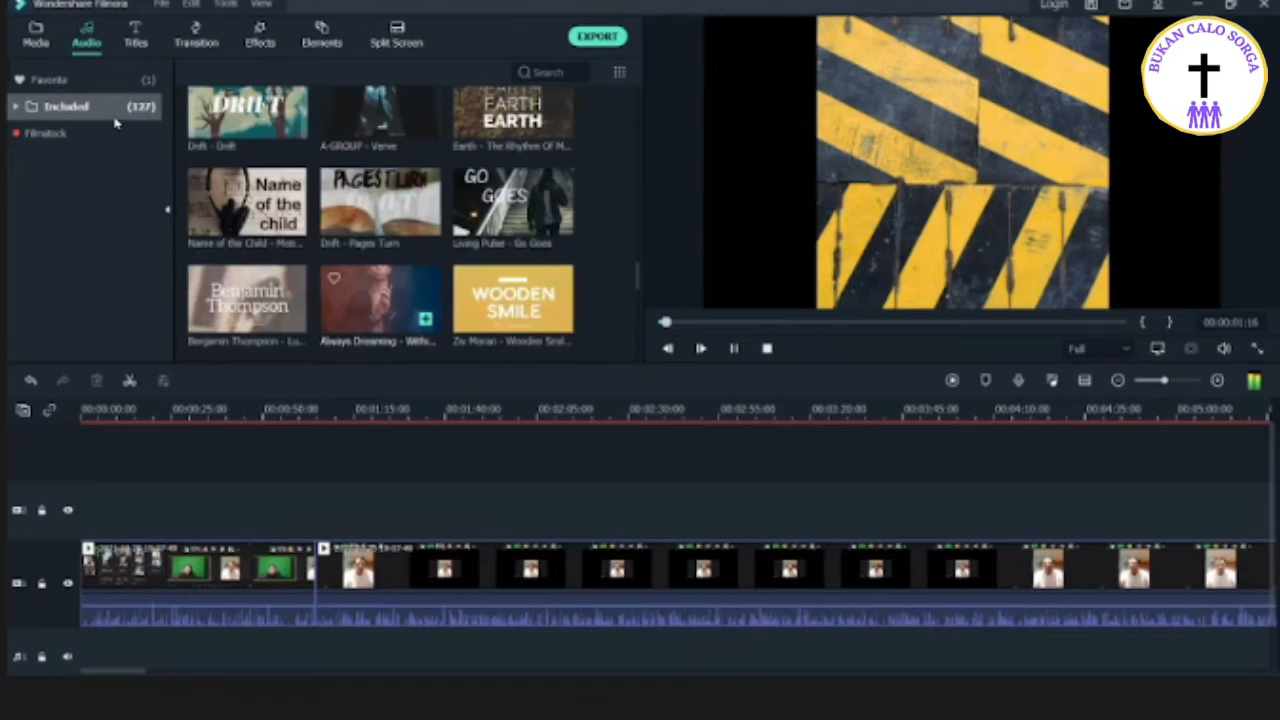 Wondershare Filmora File Edit Tools View Login
Media Audio Titles Transition Effects Elements Split Screen EXPORT
BUKAN CALO SORGA
Favorite (1)
Included (127)
Filmstock
Search
DRIFT
EARTH
EARTH
Drift - Drift
A-GROUP - Verve
Earth - The Rhythm Of M...
Name of the child
PAGES TURN
GO GOES
Name of the Child - Moti...
Drift - Pages Turn
Living Pulse - Go Goes
Benjamin Thompson
WOODEN SMILE
Benjamin Thompson - Lu...
Always Dreaming - Withi...
Ziv Moran - Wooden Smil...
00:00:01:16
Full
00:00:00:00 00:00:25:00 00:00:50:00 00:01:15:00 00:01:40:00 00:02:05:00 00:02:30:00 00:02:55:00 00:03:20:00 00:03:45:00 00:04:10:00 00:04:35:00 00:05:00:00